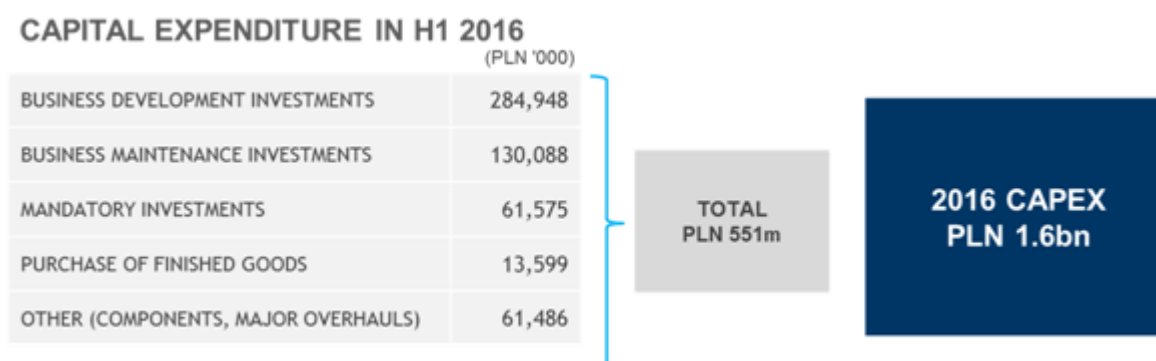 CAPITAL EXPENDITURE IN H1 2016
(PLN '000)
BUSINESS DEVELOPMENT INVESTMENTS 284,948
BUSINESS MAINTENANCE INVESTMENTS 130,088
MANDATORY INVESTMENTS 61,575
PURCHASE OF FINISHED GOODS 13,599
OTHER (COMPONENTS, MAJOR OVERHAULS) 61,486
TOTAL
PLN 551m
2016 CAPEX
PLN 1.6bn